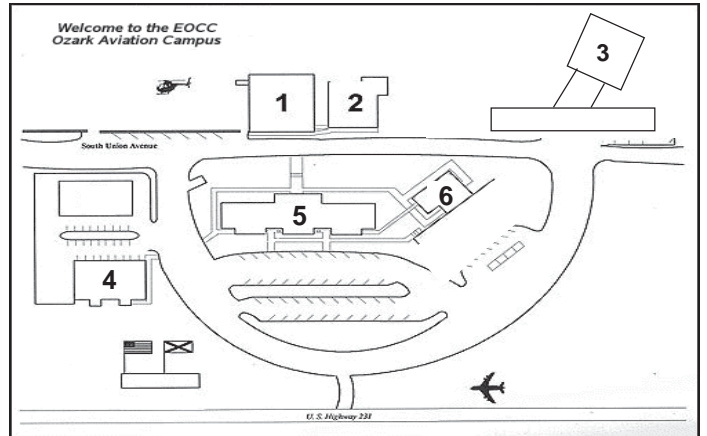 Welcome to the EOCC
Ozark Aviation Campus
3
1
2
South Union Avenue
6
5
4
U. S. Highway 231